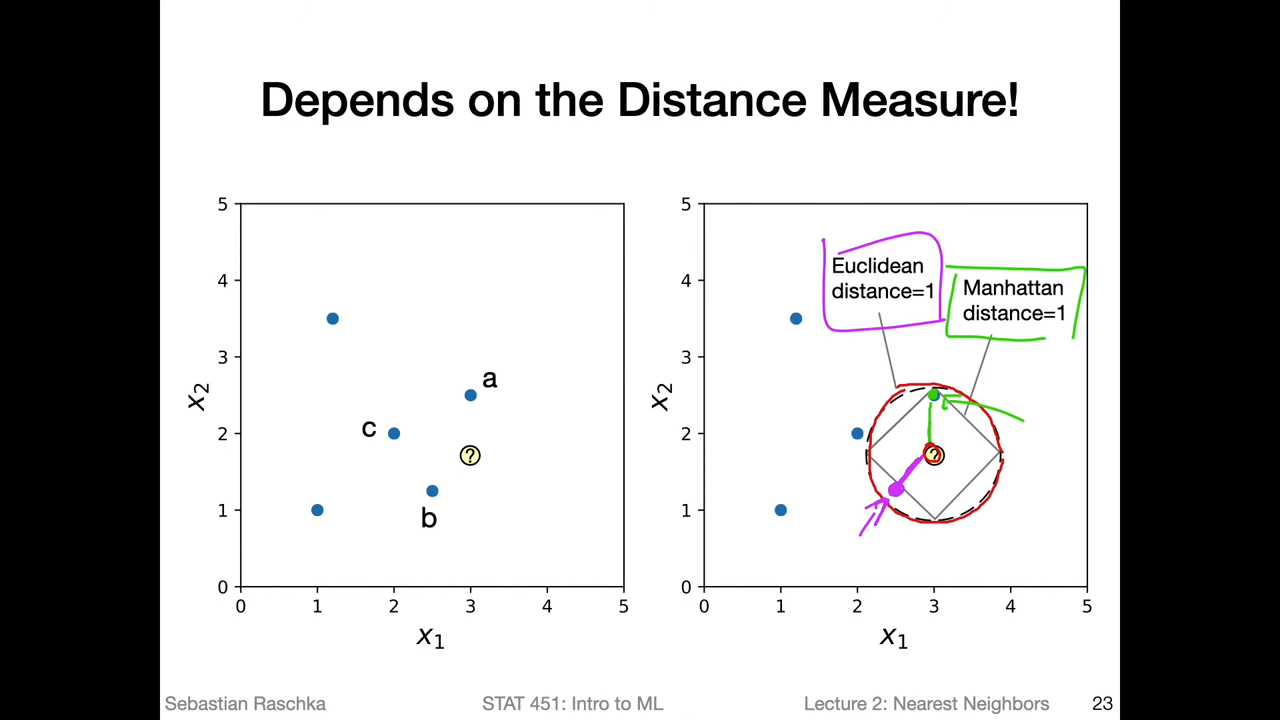 Depends on the Distance Measure!
5
4
3
2
1
0
0 1 2 3 4 5
x2
x1
a
c
?
b
5
4
3
2
1
0
0 1 2 3 4 5
x2
x1
Euclidean
distance=1
Manhattan
distance=1
?
Sebastian Raschka STAT 451: Intro to ML Lecture 2: Nearest Neighbors 23